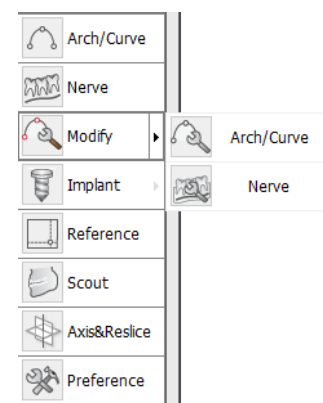 Arch/Curve
Nerve
Modify
Arch/Curve
Nerve
Implant
Reference
Scout
Axis&Reslice
Preference